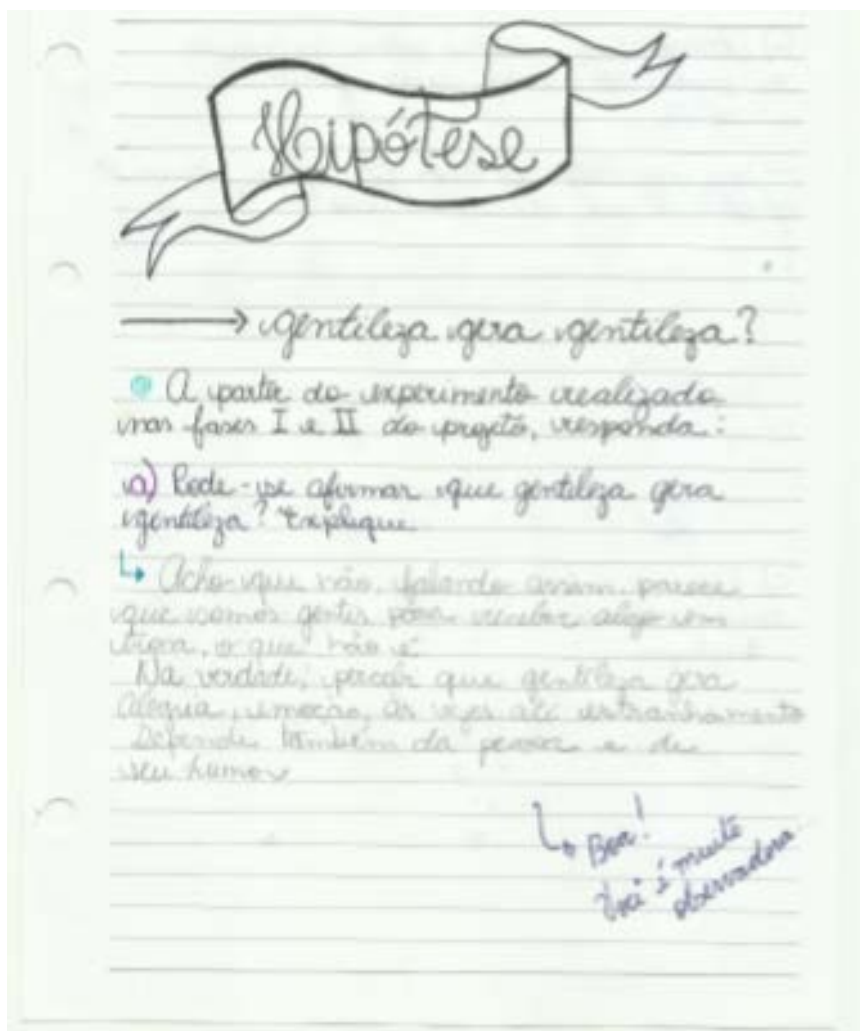 Hipótese
gentileza gera gentileza?
A partir do experimento realizado
nas fases I e II do projeto, responda:
a) Pode-se afirmar que gentileza gera
gentileza? Explique
Acho que não, falando assim, parece
que somos gentis para receber algo em
troca, o que não é
Na verdade, percebi que gentileza gera
alegria, emoção, às vezes até estranhamento
Depende também da pessoa e de
seu humor
Boa!
Você é muito
observadora